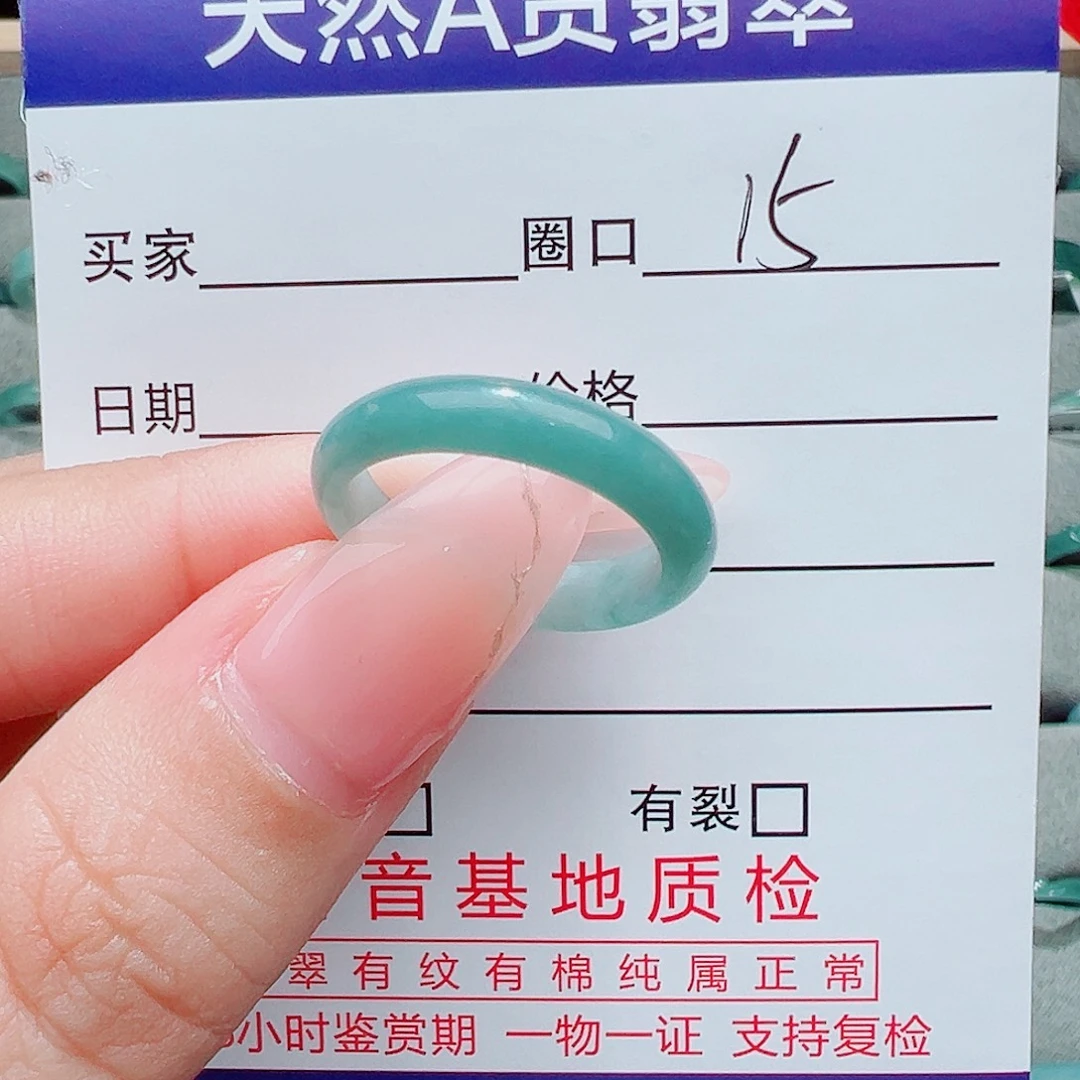 天然A货翡翠
买家 圈口 15
日期 价格
有裂
音基地质检
翠有纹有棉纯属正常
小时鉴赏期 一物一证 支持复检